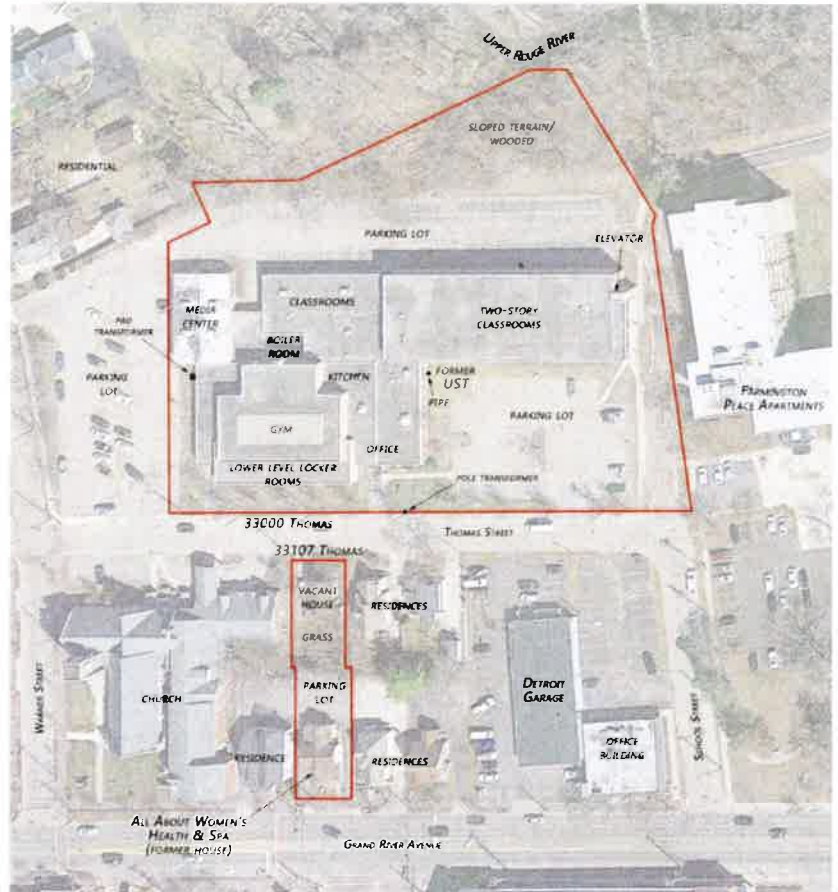 UPPER ROUGE RIVER
SLOPED TERRAIN/
WOODED
RESIDENTIAL
PARKING LOT
ELEVATOR
MEDIA
CENTER
CLASSROOMS
TWO-STORY
CLASSROOMS
PAD
TRANSFORMER
BOILER
ROOM
PARKING
LOT
KITCHEN
FORMER
UST
PIPE
PARKING LOT
FARMINGTON
PLACE APARTMENTS
GYM
OFFICE
LOWER LEVEL LOCKER
ROOMS
POLE TRANSFORMER
33000 THOMAS
THOMAS STREET
33107 THOMAS
VACANT
HOUSE
RESIDENCES
GRASS
WARNER STREET
CHURCH
PARKING
LOT
DETROIT
GARAGE
SCHOOL STREET
RESIDENCE
RESIDENCES
OFFICE
BUILDING
ALL ABOUT WOMEN'S
HEALTH & SPA
(FORMER HOUSE)
GRAND RIVER AVENUE